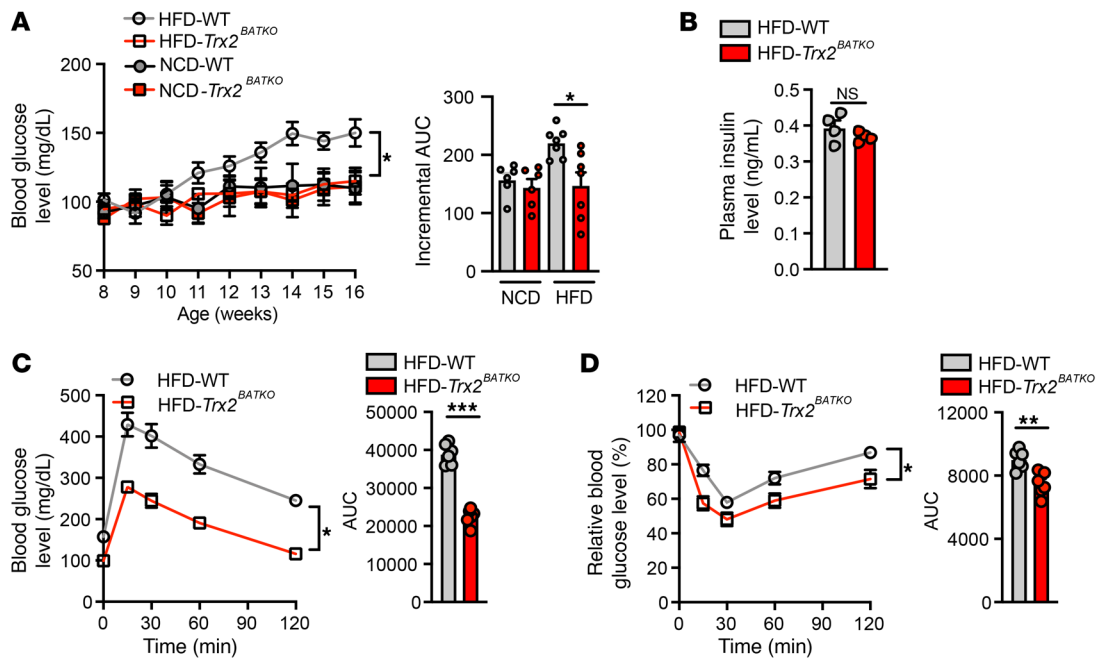 A
HFD-WT
HFD-Trx2BATKO
NCD-WT
NCD-Trx2BATKO
Blood glucose
level (mg/dL)
200
150
100
50
8 9 10 11 12 13 14 15 16
Age (weeks)
*
Incremental AUC
300
200
100
0
*
NCD HFD
B
HFD-WT
HFD-Trx2BATKO
Plasma insulin
level (ng/mL)
0.5
0.4
0.3
0.2
0.1
0.0
NS
C
HFD-WT
HFD-Trx2BATKO
Blood glucose
level (mg/dL)
500
400
300
200
100
0
0 30 60 90 120
Time (min)
*
HFD-WT
HFD-Trx2BATKO
AUC
50000
40000
30000
20000
10000
0
***
D
HFD-WT
HFD-Trx2BATKO
Relative blood
glucose level (%)
120
100
80
60
40
20
0
0 30 60 90 120
Time (min)
*
HFD-WT
HFD-Trx2BATKO
AUC
12000
8000
4000
0
**